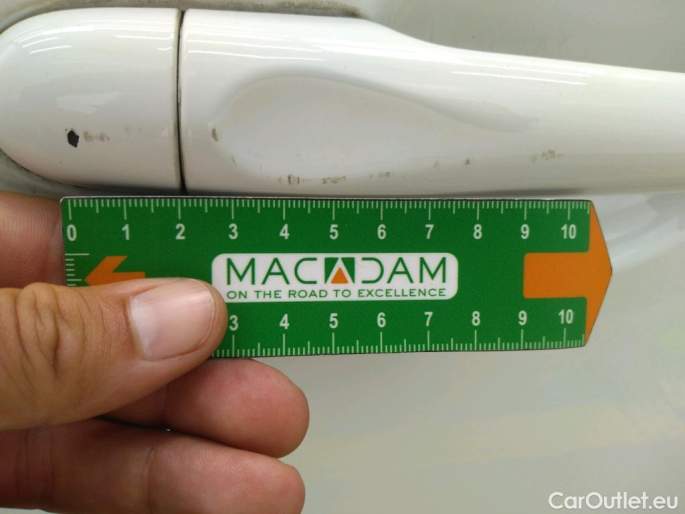 0 1 2 3 4 5 6 7 8 9 10
MACADAM
ON THE ROAD TO EXCELLENCE
3 4 5 6 7 8 9 10
CarOutlet.eu